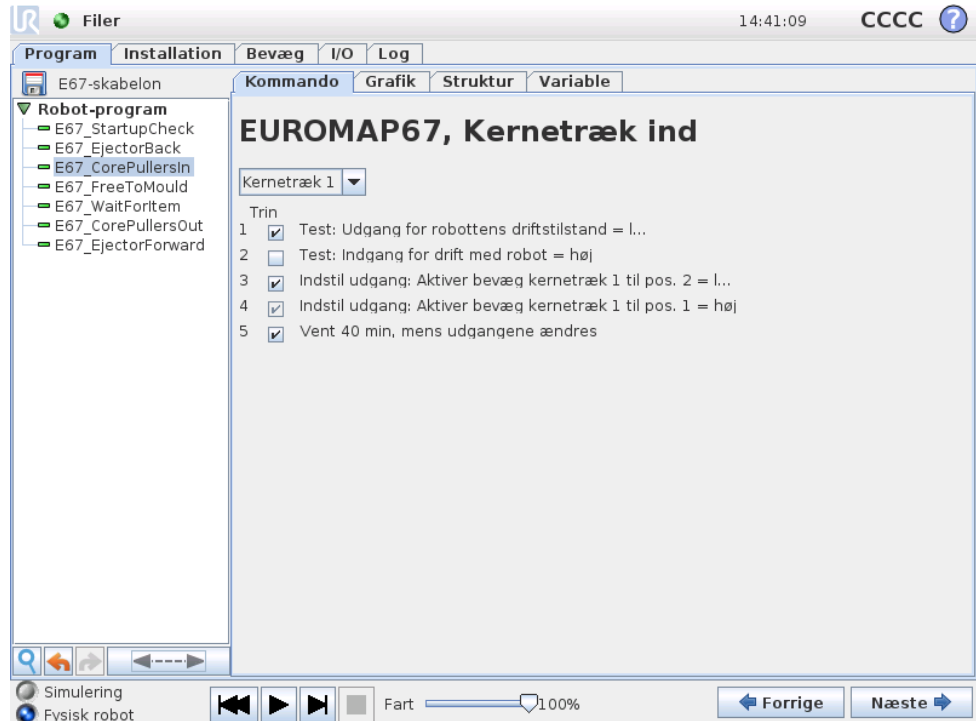 UR Filer 14:41:09 CCCC ?
Program Installation Bevæg I/O Log
E67-skabelon
Kommando Grafik Struktur Variable
Robot-program
E67_StartupCheck
E67_EjectorBack
E67_CorePullersIn
E67_FreeToMould
E67_WaitForItem
E67_CorePullersOut
E67_EjectorForward
EUROMAP67, Kernetræk ind
Kernetræk 1
Trin
1 Test: Udgang for robottens driftstilstand = l...
2 Test: Indgang for drift med robot = høj
3 Indstil udgang: Aktiver bevæg kernetræk 1 til pos. 2 = l...
4 Indstil udgang: Aktiver bevæg kernetræk 1 til pos. 1 = høj
5 Vent 40 min, mens udgangene ændres
Simulering
Fysisk robot
Fart 100%
Forrige Næste